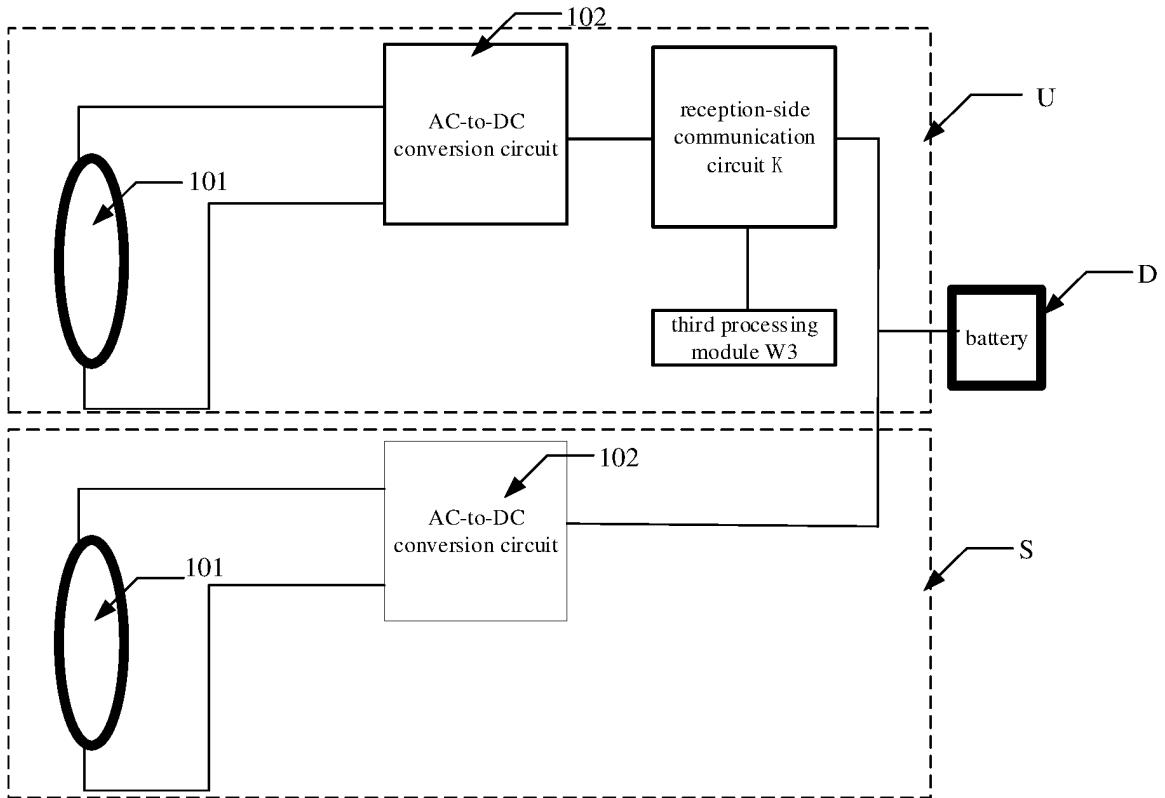 102
AC-to-DC
conversion circuit
reception-side
communication
circuit K
U
101
third processing
module W3
D
battery
102
AC-to-DC
conversion circuit
101
S